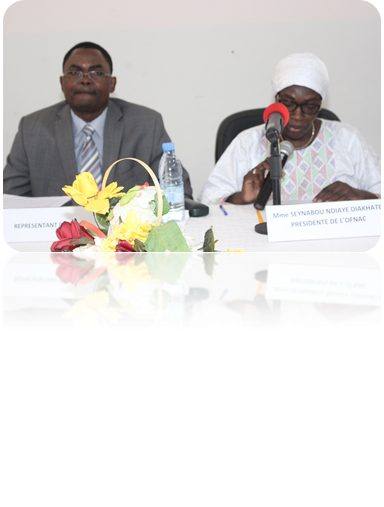 REPRESENTANT
Mme SEYNABOU NDIAYE DIAKHATE
PRESIDENTE DE L'OFNAC